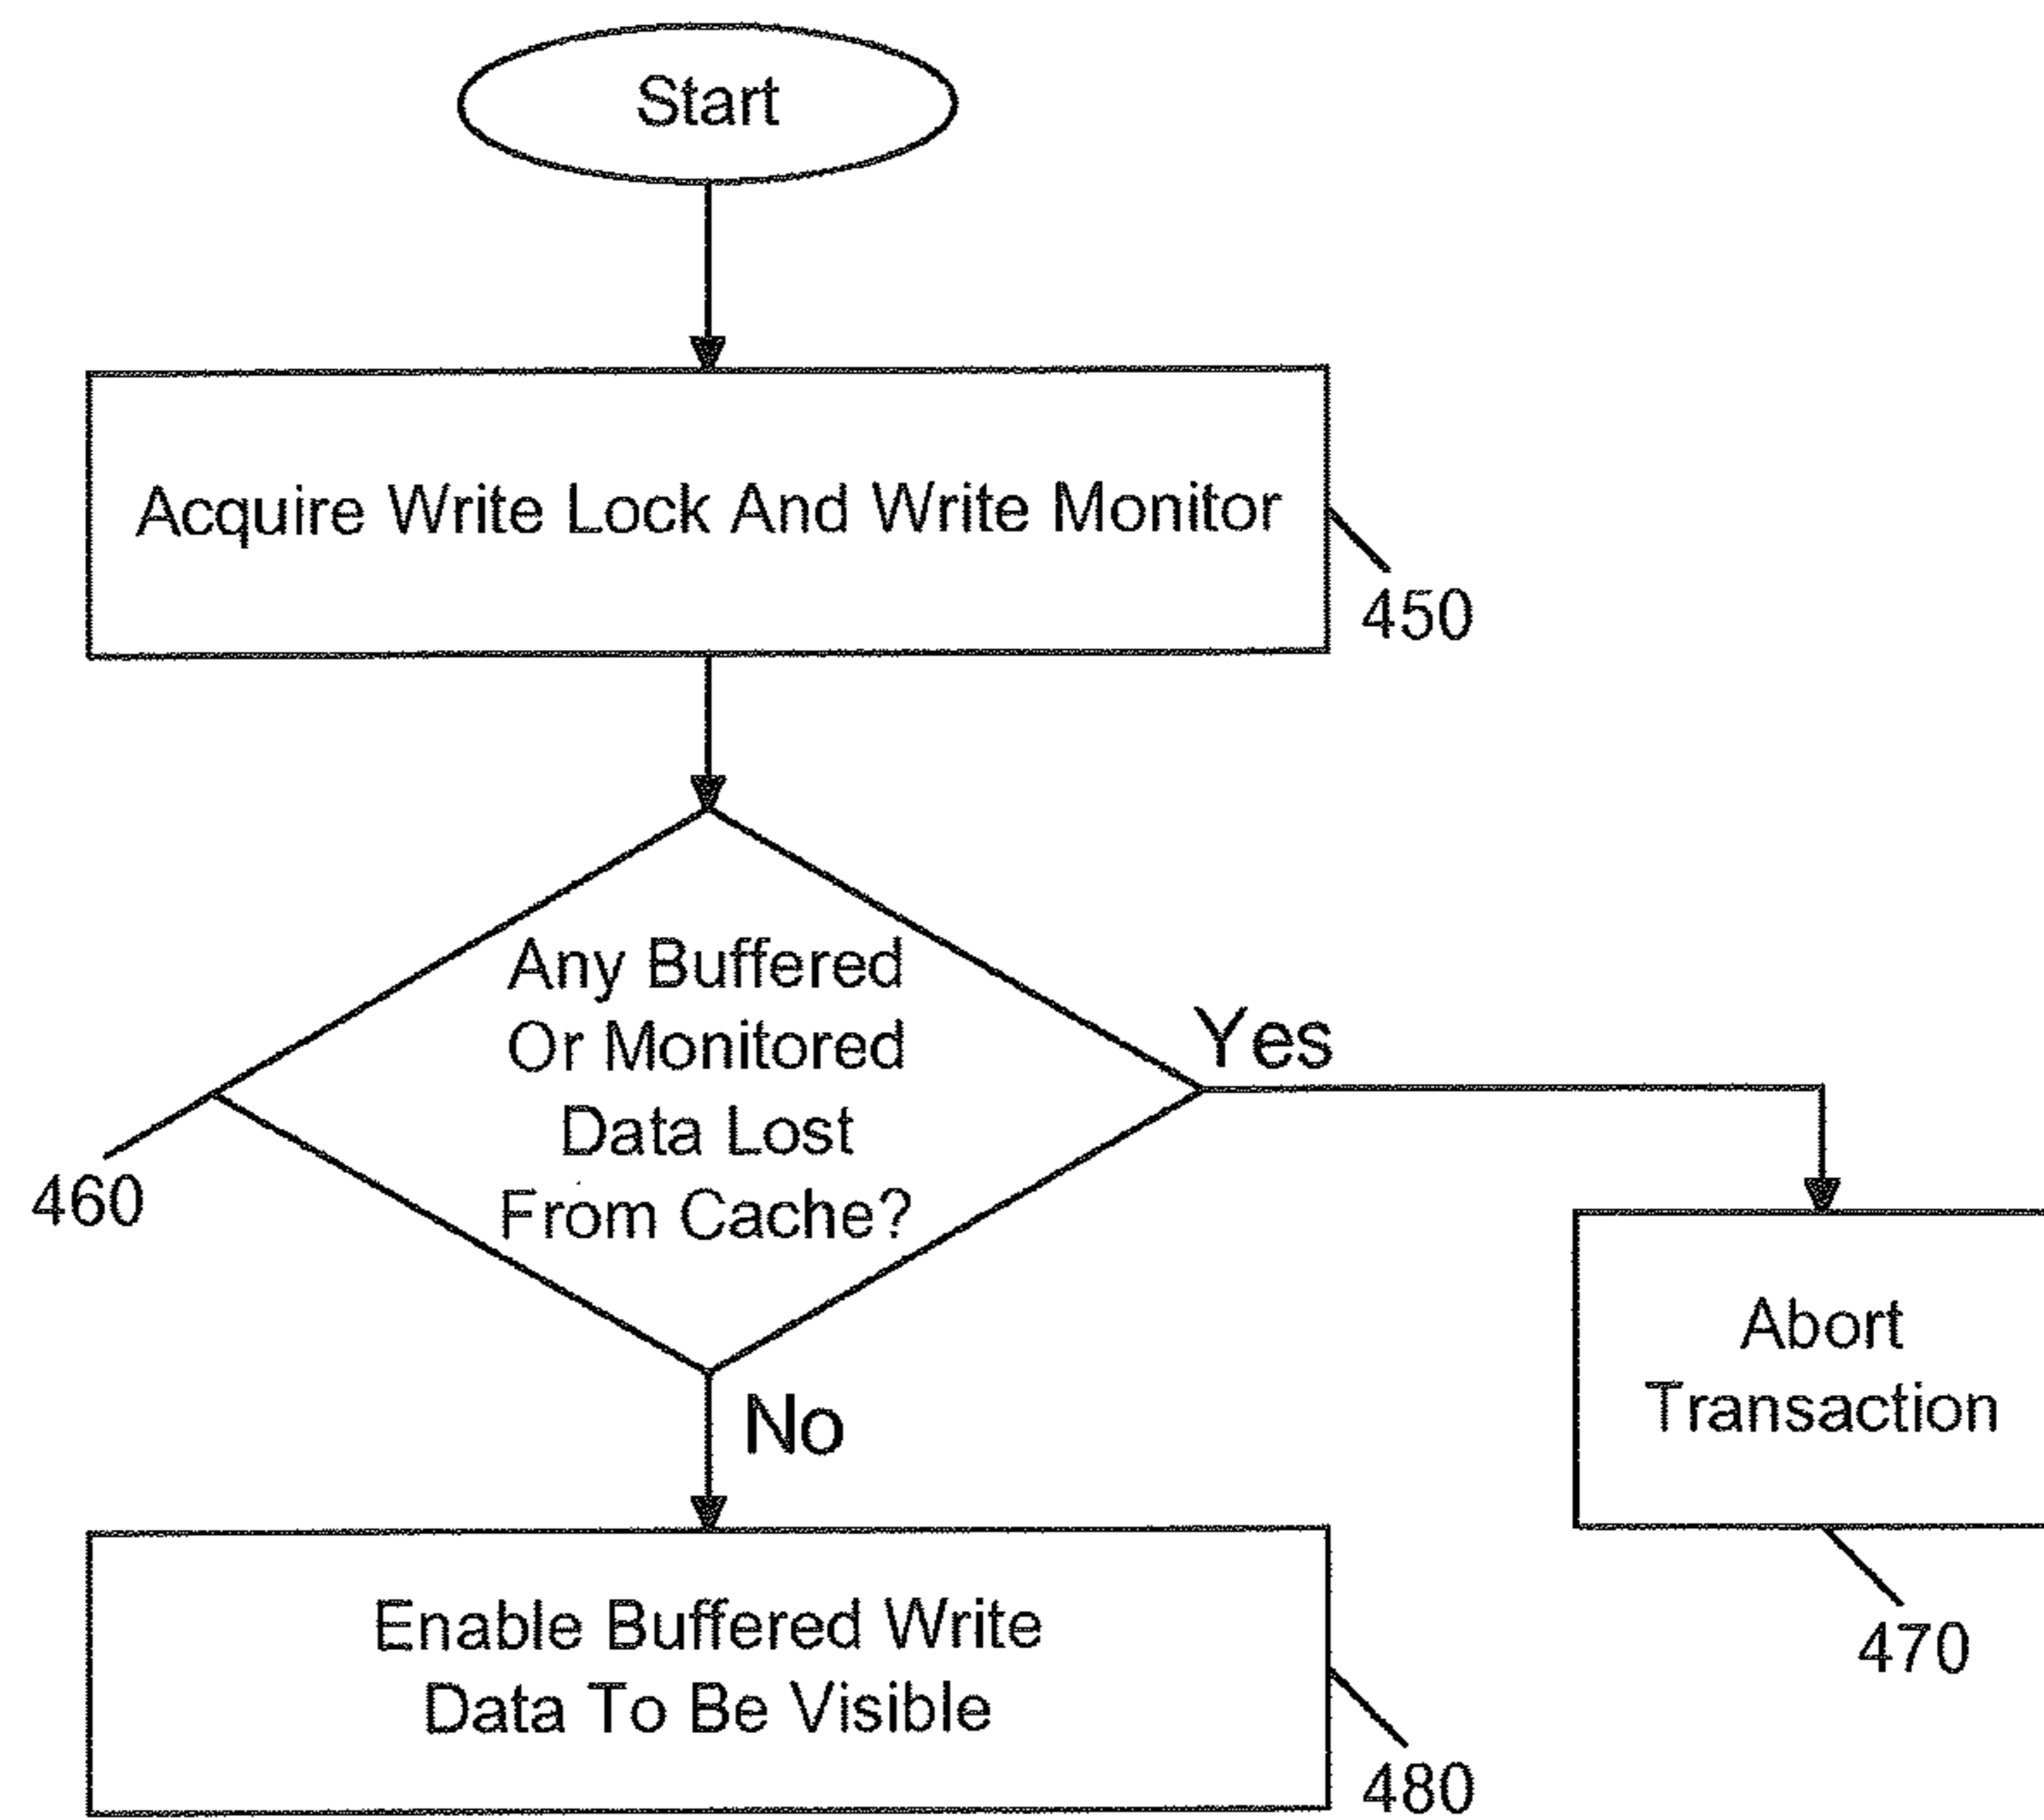 Start
Acquire Write Lock And Write Monitor
450
Any Buffered
Or Monitored
Data Lost
From Cache?
460
Yes
Abort
Transaction
470
No
Enable Buffered Write
Data To Be Visible
480